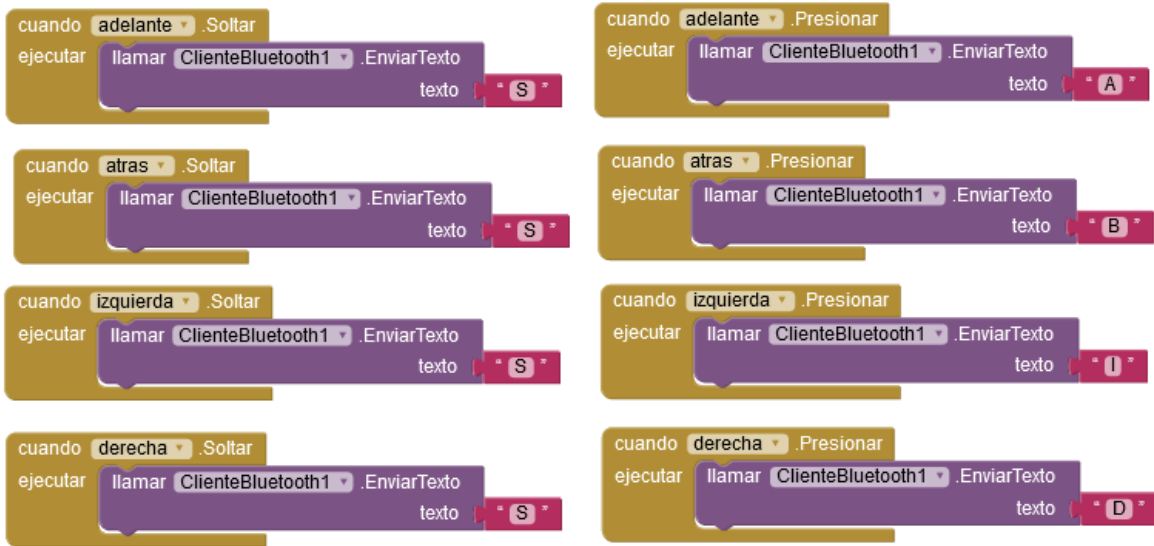 cuando adelante .Soltar
ejecutar llamar ClienteBluetooth1 .EnviarTexto
texto “ S ”
cuando adelante .Presionar
ejecutar llamar ClienteBluetooth1 .EnviarTexto
texto “ A ”
cuando atras .Soltar
ejecutar llamar ClienteBluetooth1 .EnviarTexto
texto “ S ”
cuando atras .Presionar
ejecutar llamar ClienteBluetooth1 .EnviarTexto
texto “ B ”
cuando izquierda .Soltar
ejecutar llamar ClienteBluetooth1 .EnviarTexto
texto “ S ”
cuando izquierda .Presionar
ejecutar llamar ClienteBluetooth1 .EnviarTexto
texto “ I ”
cuando derecha .Soltar
ejecutar llamar ClienteBluetooth1 .EnviarTexto
texto “ S ”
cuando derecha .Presionar
ejecutar llamar ClienteBluetooth1 .EnviarTexto
texto “ D ”